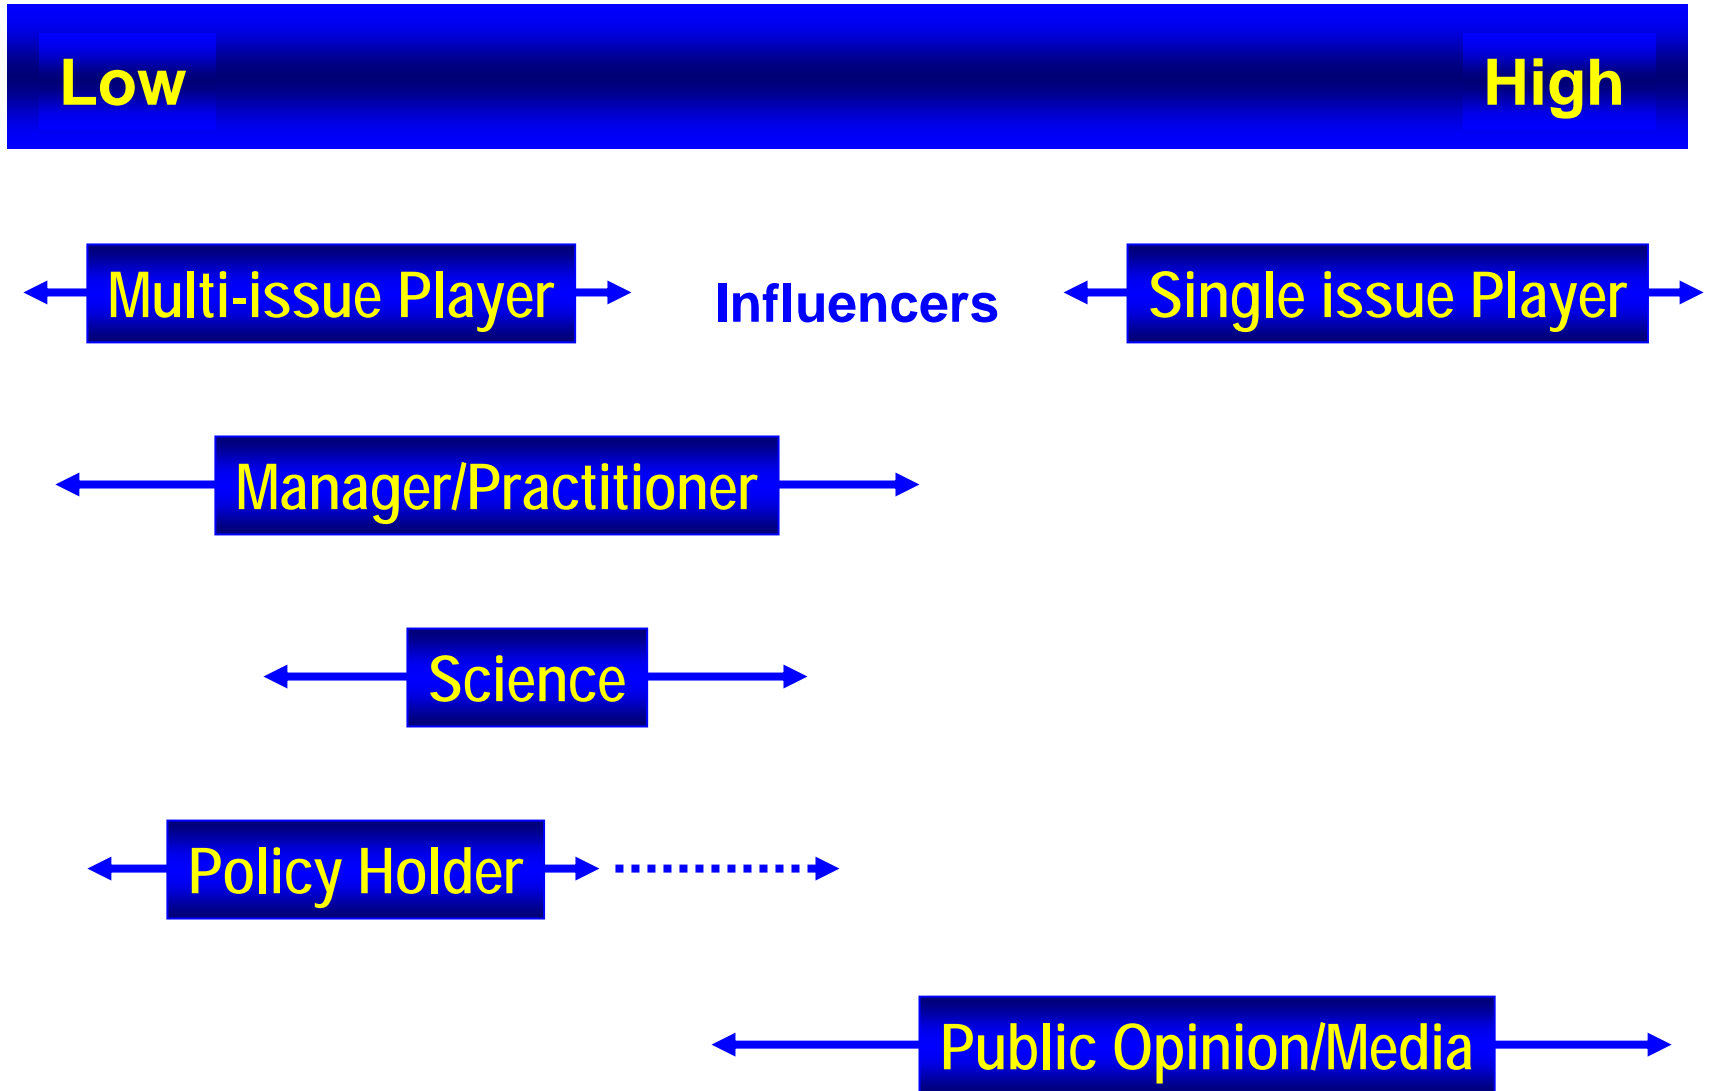 Low
High
Multi-issue Player
Influencers
Single issue Player
Manager/Practitioner
Science
Policy Holder
Public Opinion/Media